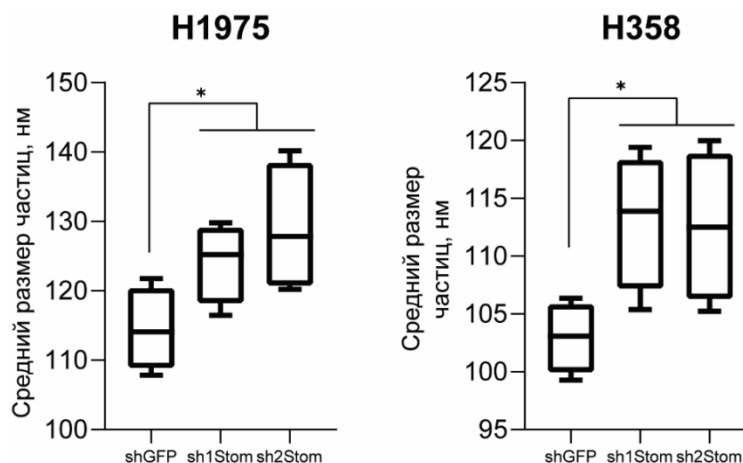 H1975
Средний размер частиц, нм
150
140
130
120
110
100
*
shGFP
sh1Stom
sh2Stom
H358
Средний размер
частиц, нм
125
120
115
110
105
100
95
*
shGFP
sh1Stom
sh2Stom